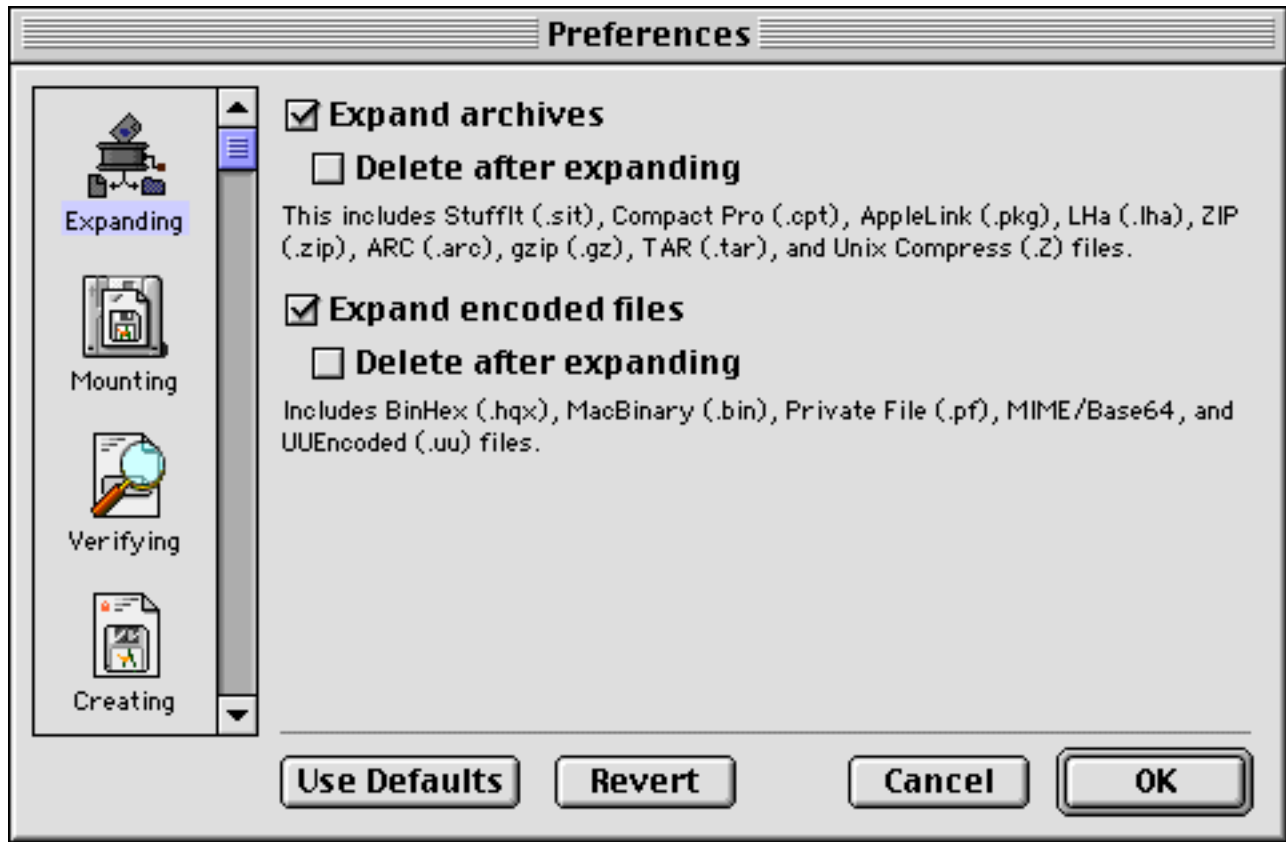 Preferences
Expanding
Mounting
Verifying
Creating
Expand archives
Delete after expanding
This includes StuffIt (.sit), Compact Pro (.cpt), AppleLink (.pkg), LHa (.lha), ZIP
(.zip), ARC (.arc), gzip (.gz), TAR (.tar), and Unix Compress (.Z) files.
Expand encoded files
Delete after expanding
Includes BinHex (.hqx), MacBinary (.bin), Private File (.pf), MIME/Base64, and
UUEncoded (.uu) files.
Use Defaults
Revert
Cancel
OK